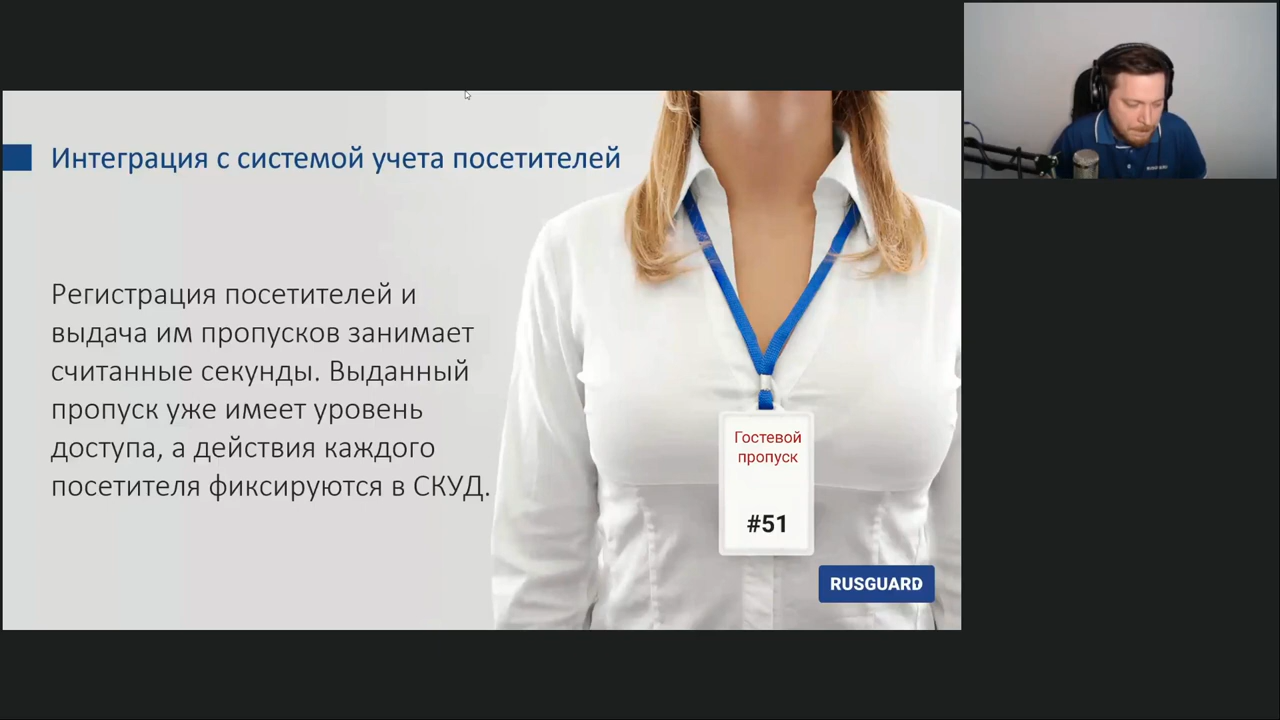 Интеграция с системой учета посетителей
Регистрация посетителей и
выдача им пропусков занимает
считанные секунды. Выданный
пропуск уже имеет уровень
доступа, а действия каждого
посетителя фиксируются в СКУД.
Гостевой
пропуск
#51
RUSGUARD